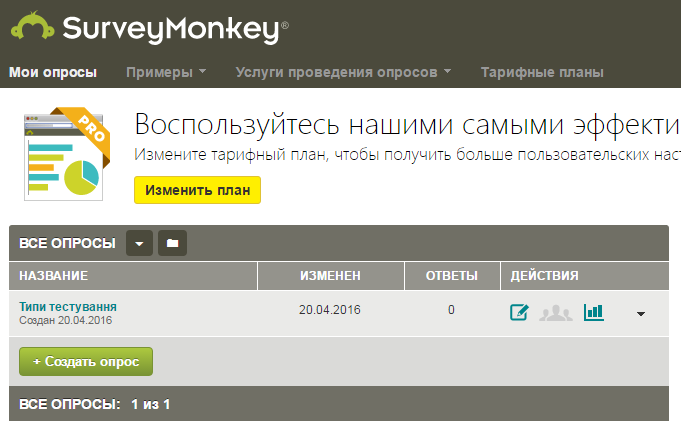 SurveyMonkey®
Мои опросы Примеры Услуги проведения опросов Тарифные планы
PRO
Воспользуйтесь нашими самыми эффекти
Измените тарифный план, чтобы получить больше пользовательских наст
Изменить план
ВСЕ ОПРОСЫ
НАЗВАНИЕ ИЗМЕНЕН ОТВЕТЫ ДЕЙСТВИЯ
Типи тестування 20.04.2016 0
Создан 20.04.2016
+ Создать опрос
ВСЕ ОПРОСЫ: 1 из 1